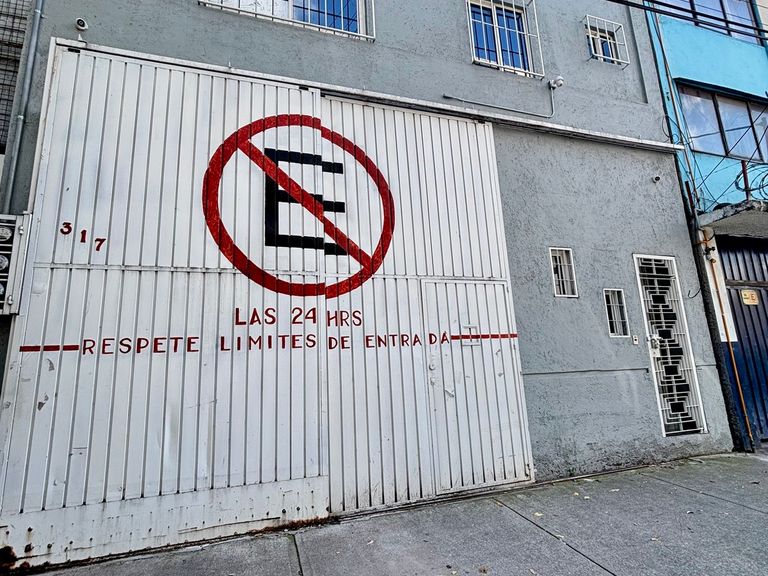 E
317
LAS 24 HRS
RESPETE LIMITES DE ENTRADA